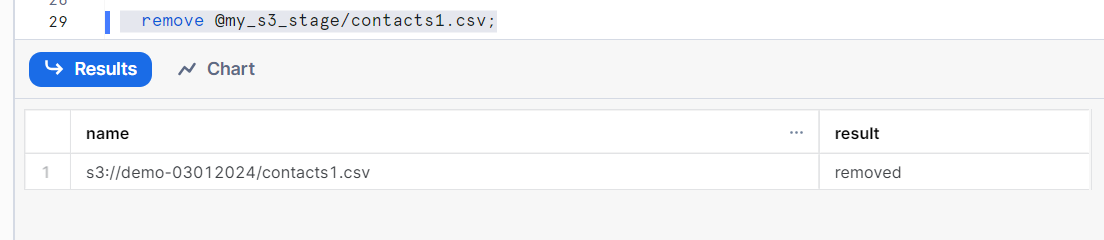 29 remove @my_s3_stage/contacts1.csv;
Results Chart
name ... result
1 s3://demo-03012024/contacts1.csv removed